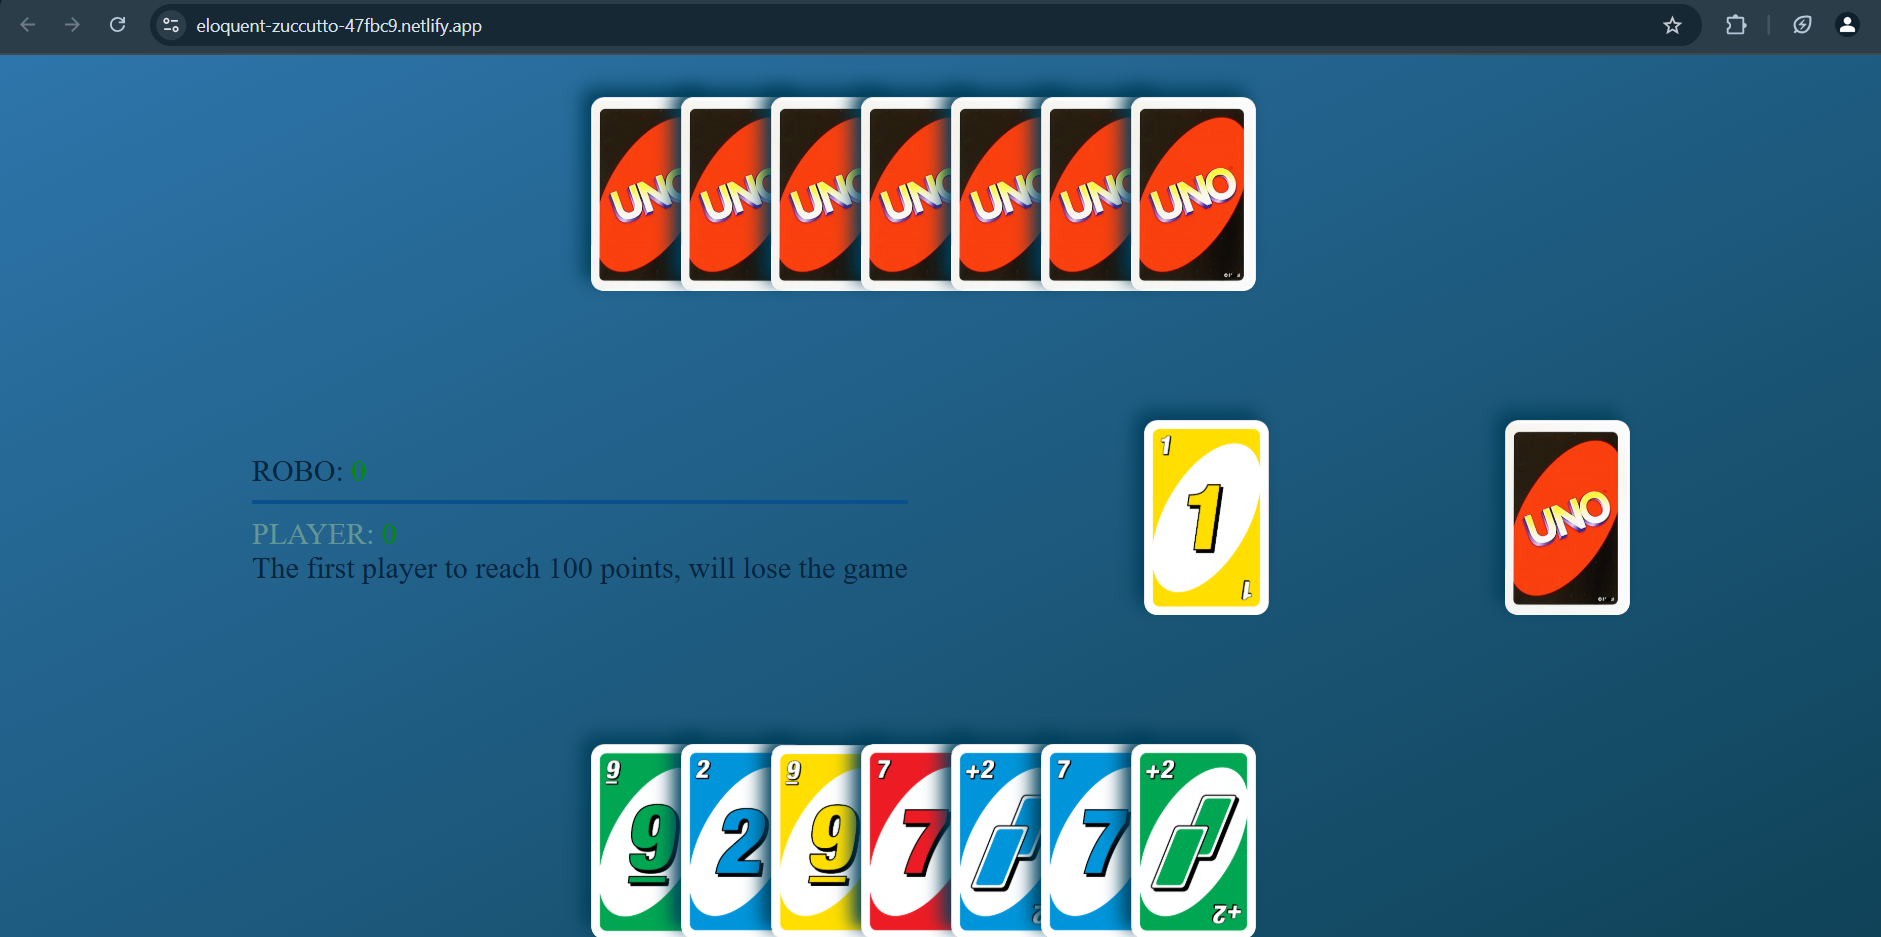 eloquent-zuccutto-47fbc9.netlify.app
UNO UNO UNO UNO UNO UNO UNO
ROBO: 0
PLAYER: 0
The first player to reach 100 points, will lose the game
1
1
1
UNO
9 2 9 7 +2 7 +2
9 2 9 7 7
2 +2